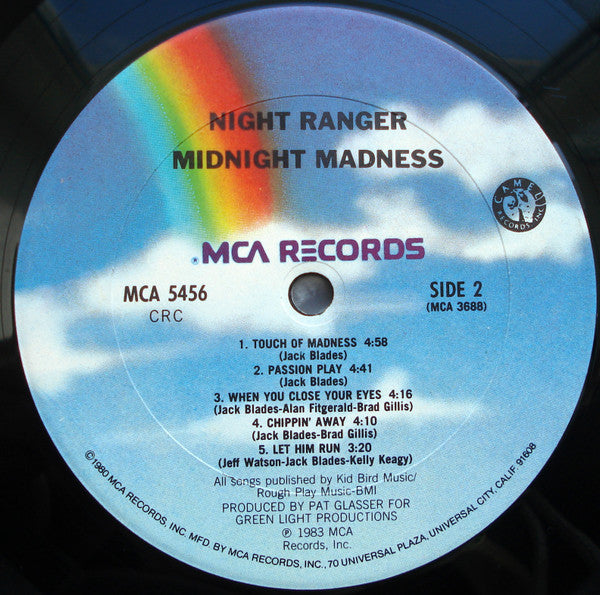 NIGHT RANGER
MIDNIGHT MADNESS
CAMEL
RECORDS, INC.
®MCA RECORDS
MCA 5456
CRC
SIDE 2
(MCA 3688)
1. TOUCH OF MADNESS 4:58
(Jack Blades)
2. PASSION PLAY 4:41
(Jack Blades)
3. WHEN YOU CLOSE YOUR EYES 4:16
(Jack Blades-Alan Fitgerald-Brad Gillis)
4. CHIPPIN' AWAY 4:10
(Jack Blades-Brad Gillis)
5. LET HIM RUN 3:20
(Jeff Watson-Jack Blades-Kelly Keagy)
All songs published by Kid Bird Music/
Rough Play Music-BMI
PRODUCED BY PAT GLASSER FOR
GREEN LIGHT PRODUCTIONS
℗ 1983 MCA
Records, Inc.
©1980 MCA RECORDS, INC. MFD. BY MCA RECORDS, INC., 70 UNIVERSAL PLAZA, UNIVERSAL CITY, CALIF. 91608